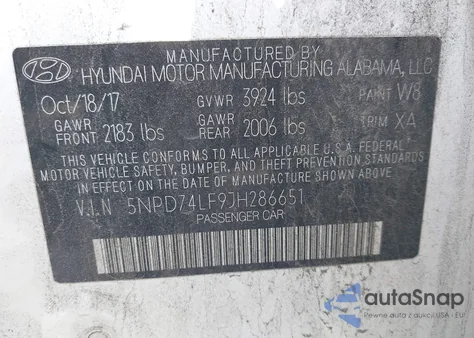 MANUFACTURED BY
HYUNDAI MOTOR MANUFACTURING ALABAMA, LLC
Oct/18/17 GVWR 3924 lbs PAINT W8
GAWR FRONT 2183 lbs GAWR REAR 2006 lbs TRIM XA
THIS VEHICLE CONFORMS TO ALL APPLICABLE U.S.A FEDERAL
MOTOR VEHICLE SAFETY, BUMPER, AND THEFT PREVENTION STANDARDS
IN EFFECT ON THE DATE OF MANUFACTURE SHOWN ABOVE.
V.I.N 5NPD74LF9JH286651
PASSENGER CAR
autoSnap
Pewne auta z aukcji USA - EU